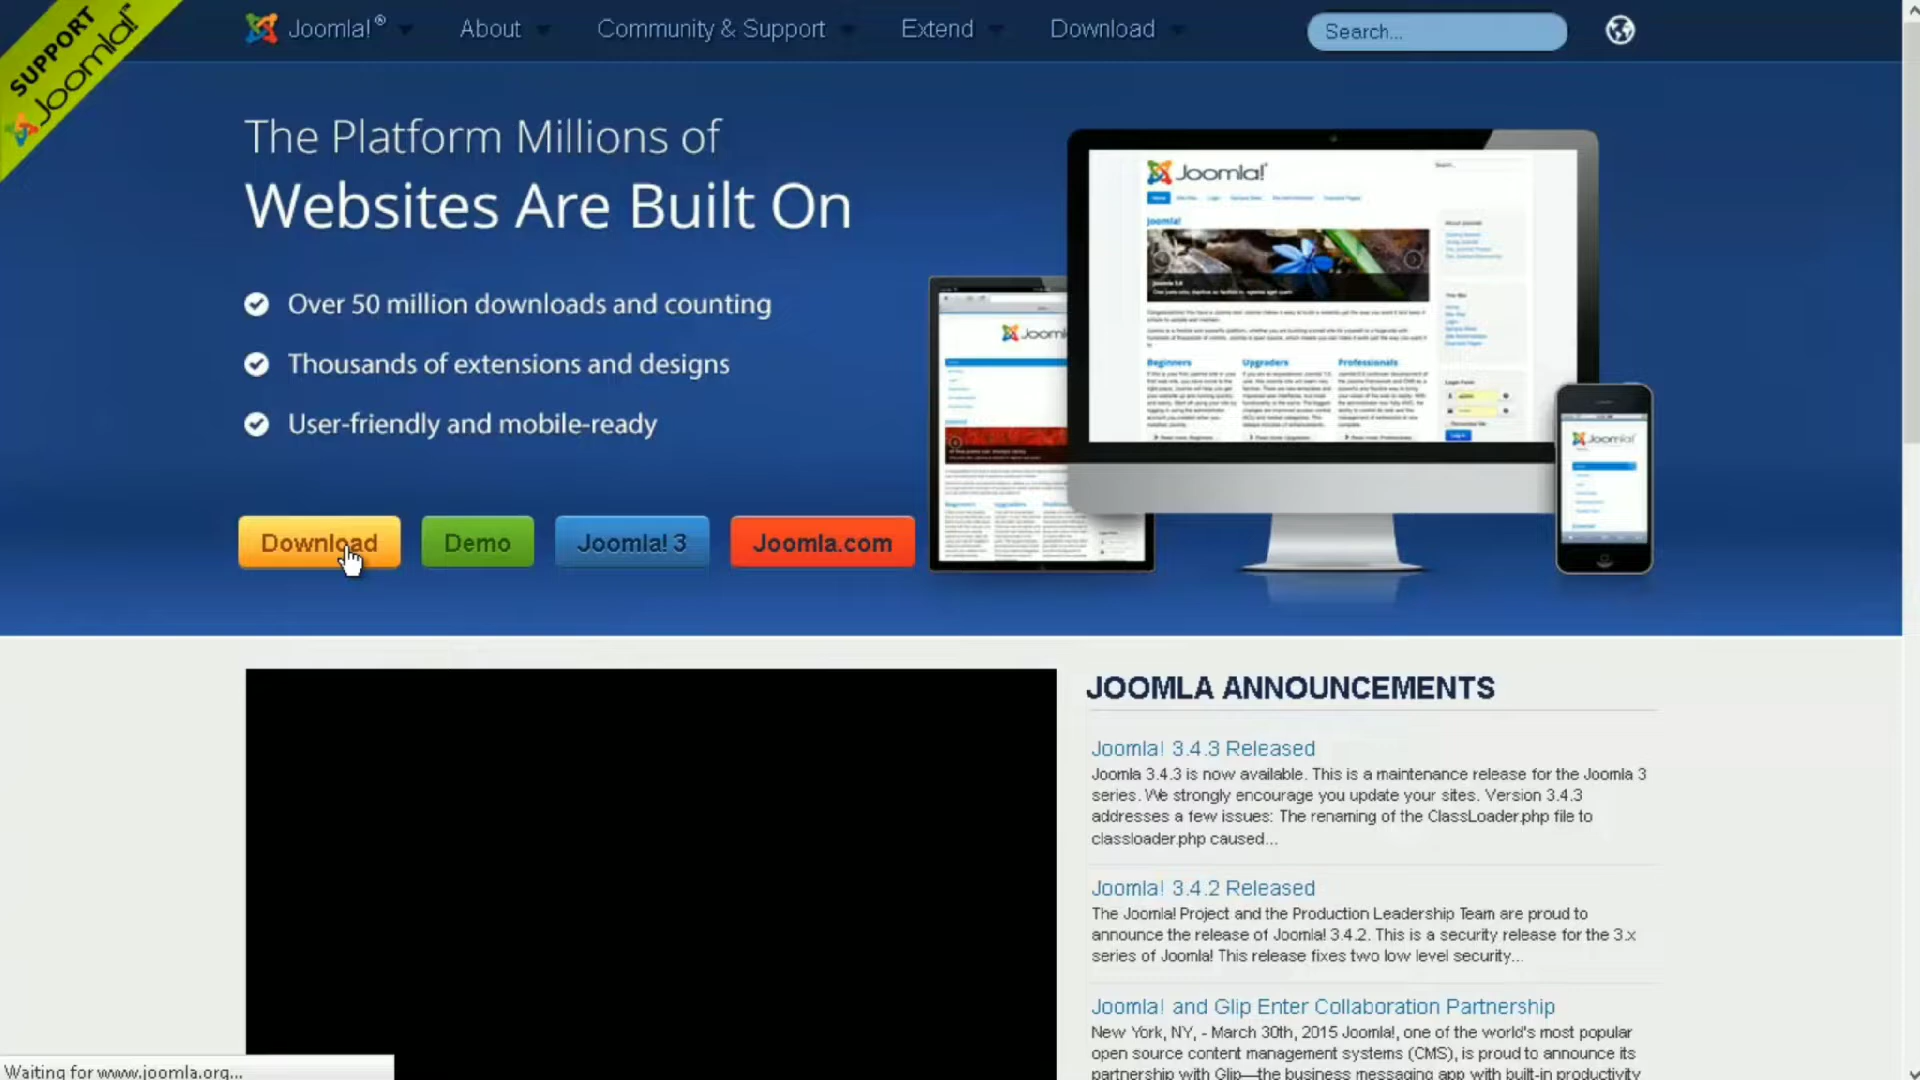 SUPPORT
Joomla!™
Joomla!® About Community & Support Extend Download Search...
The Platform Millions of
Websites Are Built On
Over 50 million downloads and counting
Thousands of extensions and designs
User-friendly and mobile-ready
Download Demo Joomla! 3 Joomla.com
Joomla!
Joomla!
Beginners Upgraders Professionals
Joomla!
JOOMLA ANNOUNCEMENTS
Joomla! 3.4.3 Released
Joomla 3.4.3 is now available. This is a maintenance release for the Joomla 3
series. We strongly encourage you update your sites. Version 3.4.3
addresses a few issues: The renaming of the ClassLoader.php file to
classloader.php caused...
Joomla! 3.4.2 Released
The Joomla! Project and the Production Leadership Team are proud to
announce the release of Joomla! 3.4.2. This is a security release for the 3.x
series of Joomla! This release fixes two low level security...
Joomla! and Glip Enter Collaboration Partnership
New York, NY, - March 30th, 2015 Joomla!, one of the world's most popular
open source content management systems (CMS), is proud to announce its
partnership with Glip—the business messaging app with built-in productivity
Waiting for www.joomla.org...